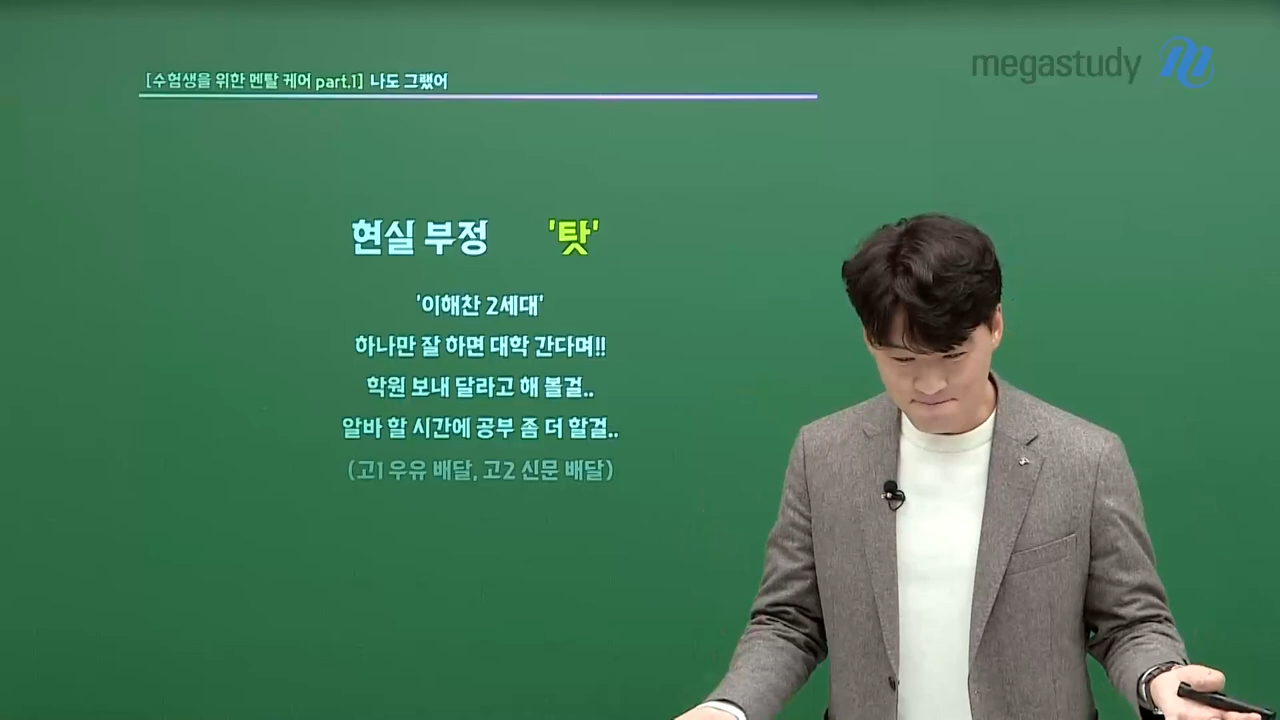 [수험생을 위한 멘탈 케어 part.1] 나도 그랬어
megastudy
현실 부정 '탓'
'이해찬 2세대'
하나만 잘 하면 대학 간다며!!
학원 보내 달라고 해 볼걸..
알바 할 시간에 공부 좀 더 할걸..
(고1 우유 배달, 고2 신문 배달)